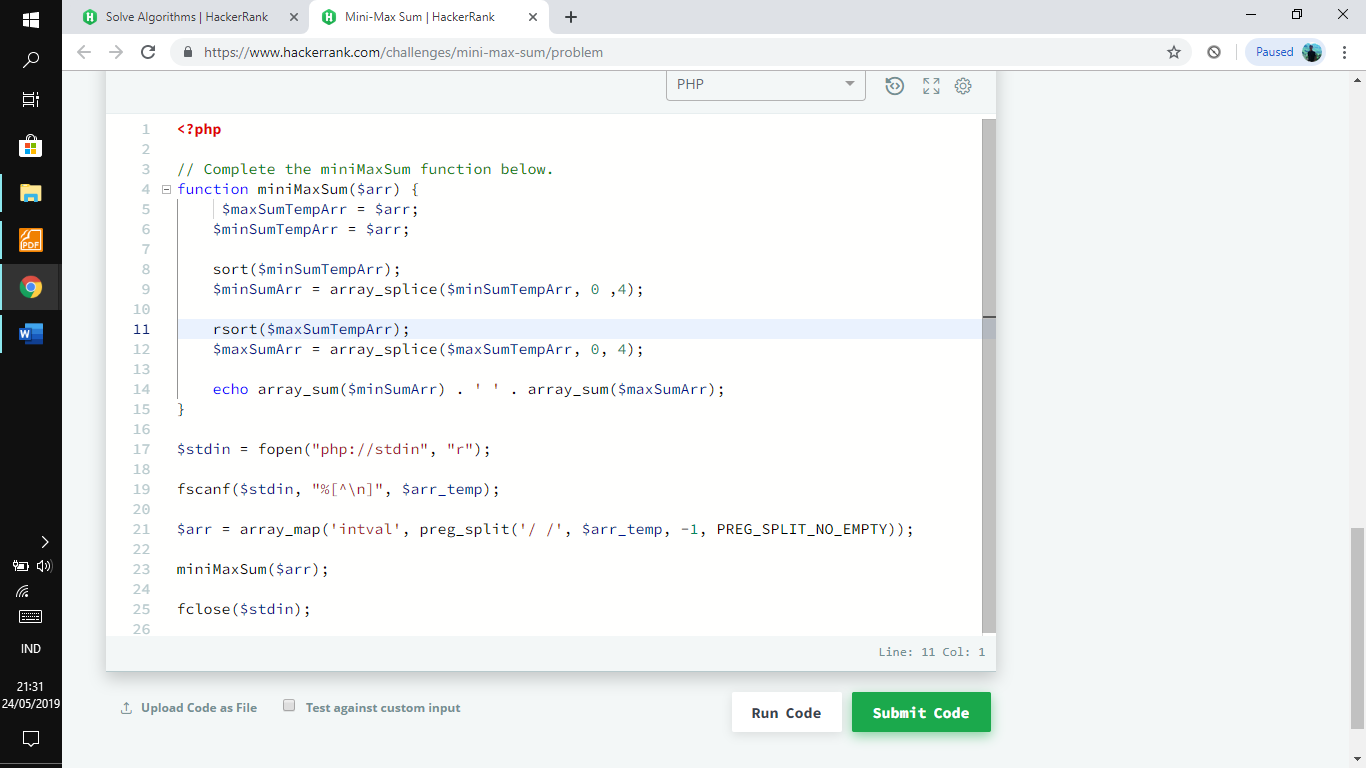 Solve Algorithms | HackerRank
Mini-Max Sum | HackerRank
https://www.hackerrank.com/challenges/mini-max-sum/problem
Paused
PHP
1 <?php
2
3 // Complete the miniMaxSum function below.
4 function miniMaxSum($arr) {
5 $maxSumTempArr = $arr;
6 $minSumTempArr = $arr;
7
8 sort($minSumTempArr);
9 $minSumArr = array_splice($minSumTempArr, 0 ,4);
10
11 rsort($maxSumTempArr);
12 $maxSumArr = array_splice($maxSumTempArr, 0, 4);
13
14 echo array_sum($minSumArr) . ' ' . array_sum($maxSumArr);
15 }
16
17 $stdin = fopen("php://stdin", "r");
18
19 fscanf($stdin, "%[^\n]", $arr_temp);
20
21 $arr = array_map('intval', preg_split('/ /', $arr_temp, -1, PREG_SPLIT_NO_EMPTY));
22
23 miniMaxSum($arr);
24
25 fclose($stdin);
26
Line: 11 Col: 1
Upload Code as File
Test against custom input
Run Code
Submit Code
PDF
W
IND
21:31
24/05/2019